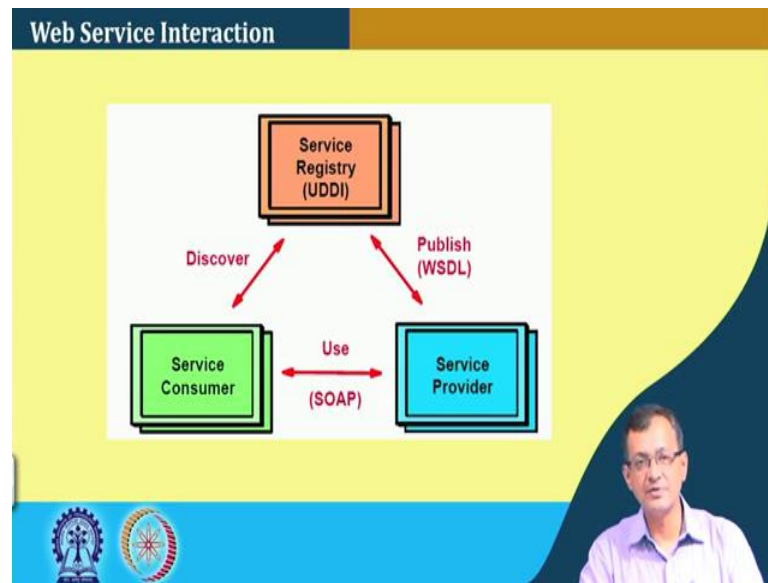 Web Service Interaction
Service
Registry
(UDDI)
Discover
Publish
(WSDL)
Service
Consumer
Use
(SOAP)
Service
Provider